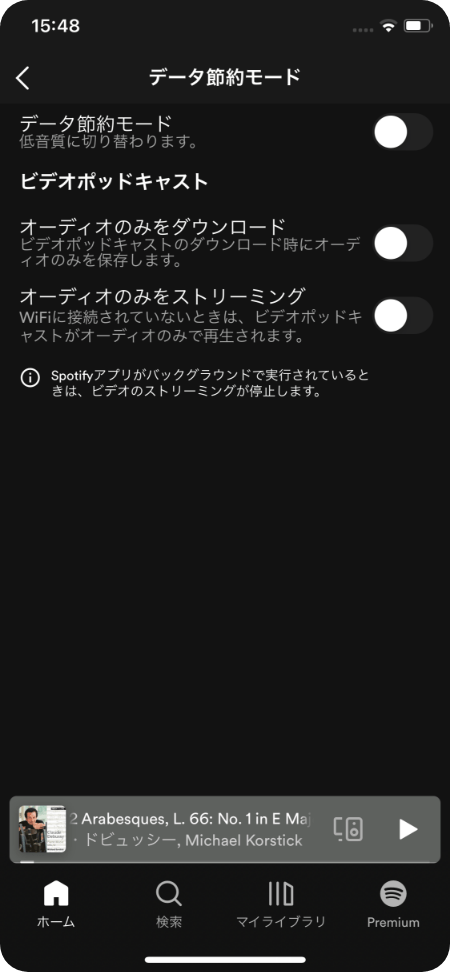 15:48
データ節約モード
データ節約モード
低音質に切り替わります。
ビデオポッドキャスト
オーディオのみをダウンロード
ビデオポッドキャストのダウンロード時にオーデ
ィオのみを保存します。
オーディオのみをストリーミング
WiFiに接続されていないときは、ビデオポッドキ
ャストがオーディオのみで再生されます。
Spotifyアプリがバックグラウンドで実行されていると
きは、ビデオのストリーミングが停止します。
2 Arabesques, L. 66: No. 1 in E Maj
・ドビュッシー, Michael Korstick
ホーム
検索
マイライブラリ
Premium